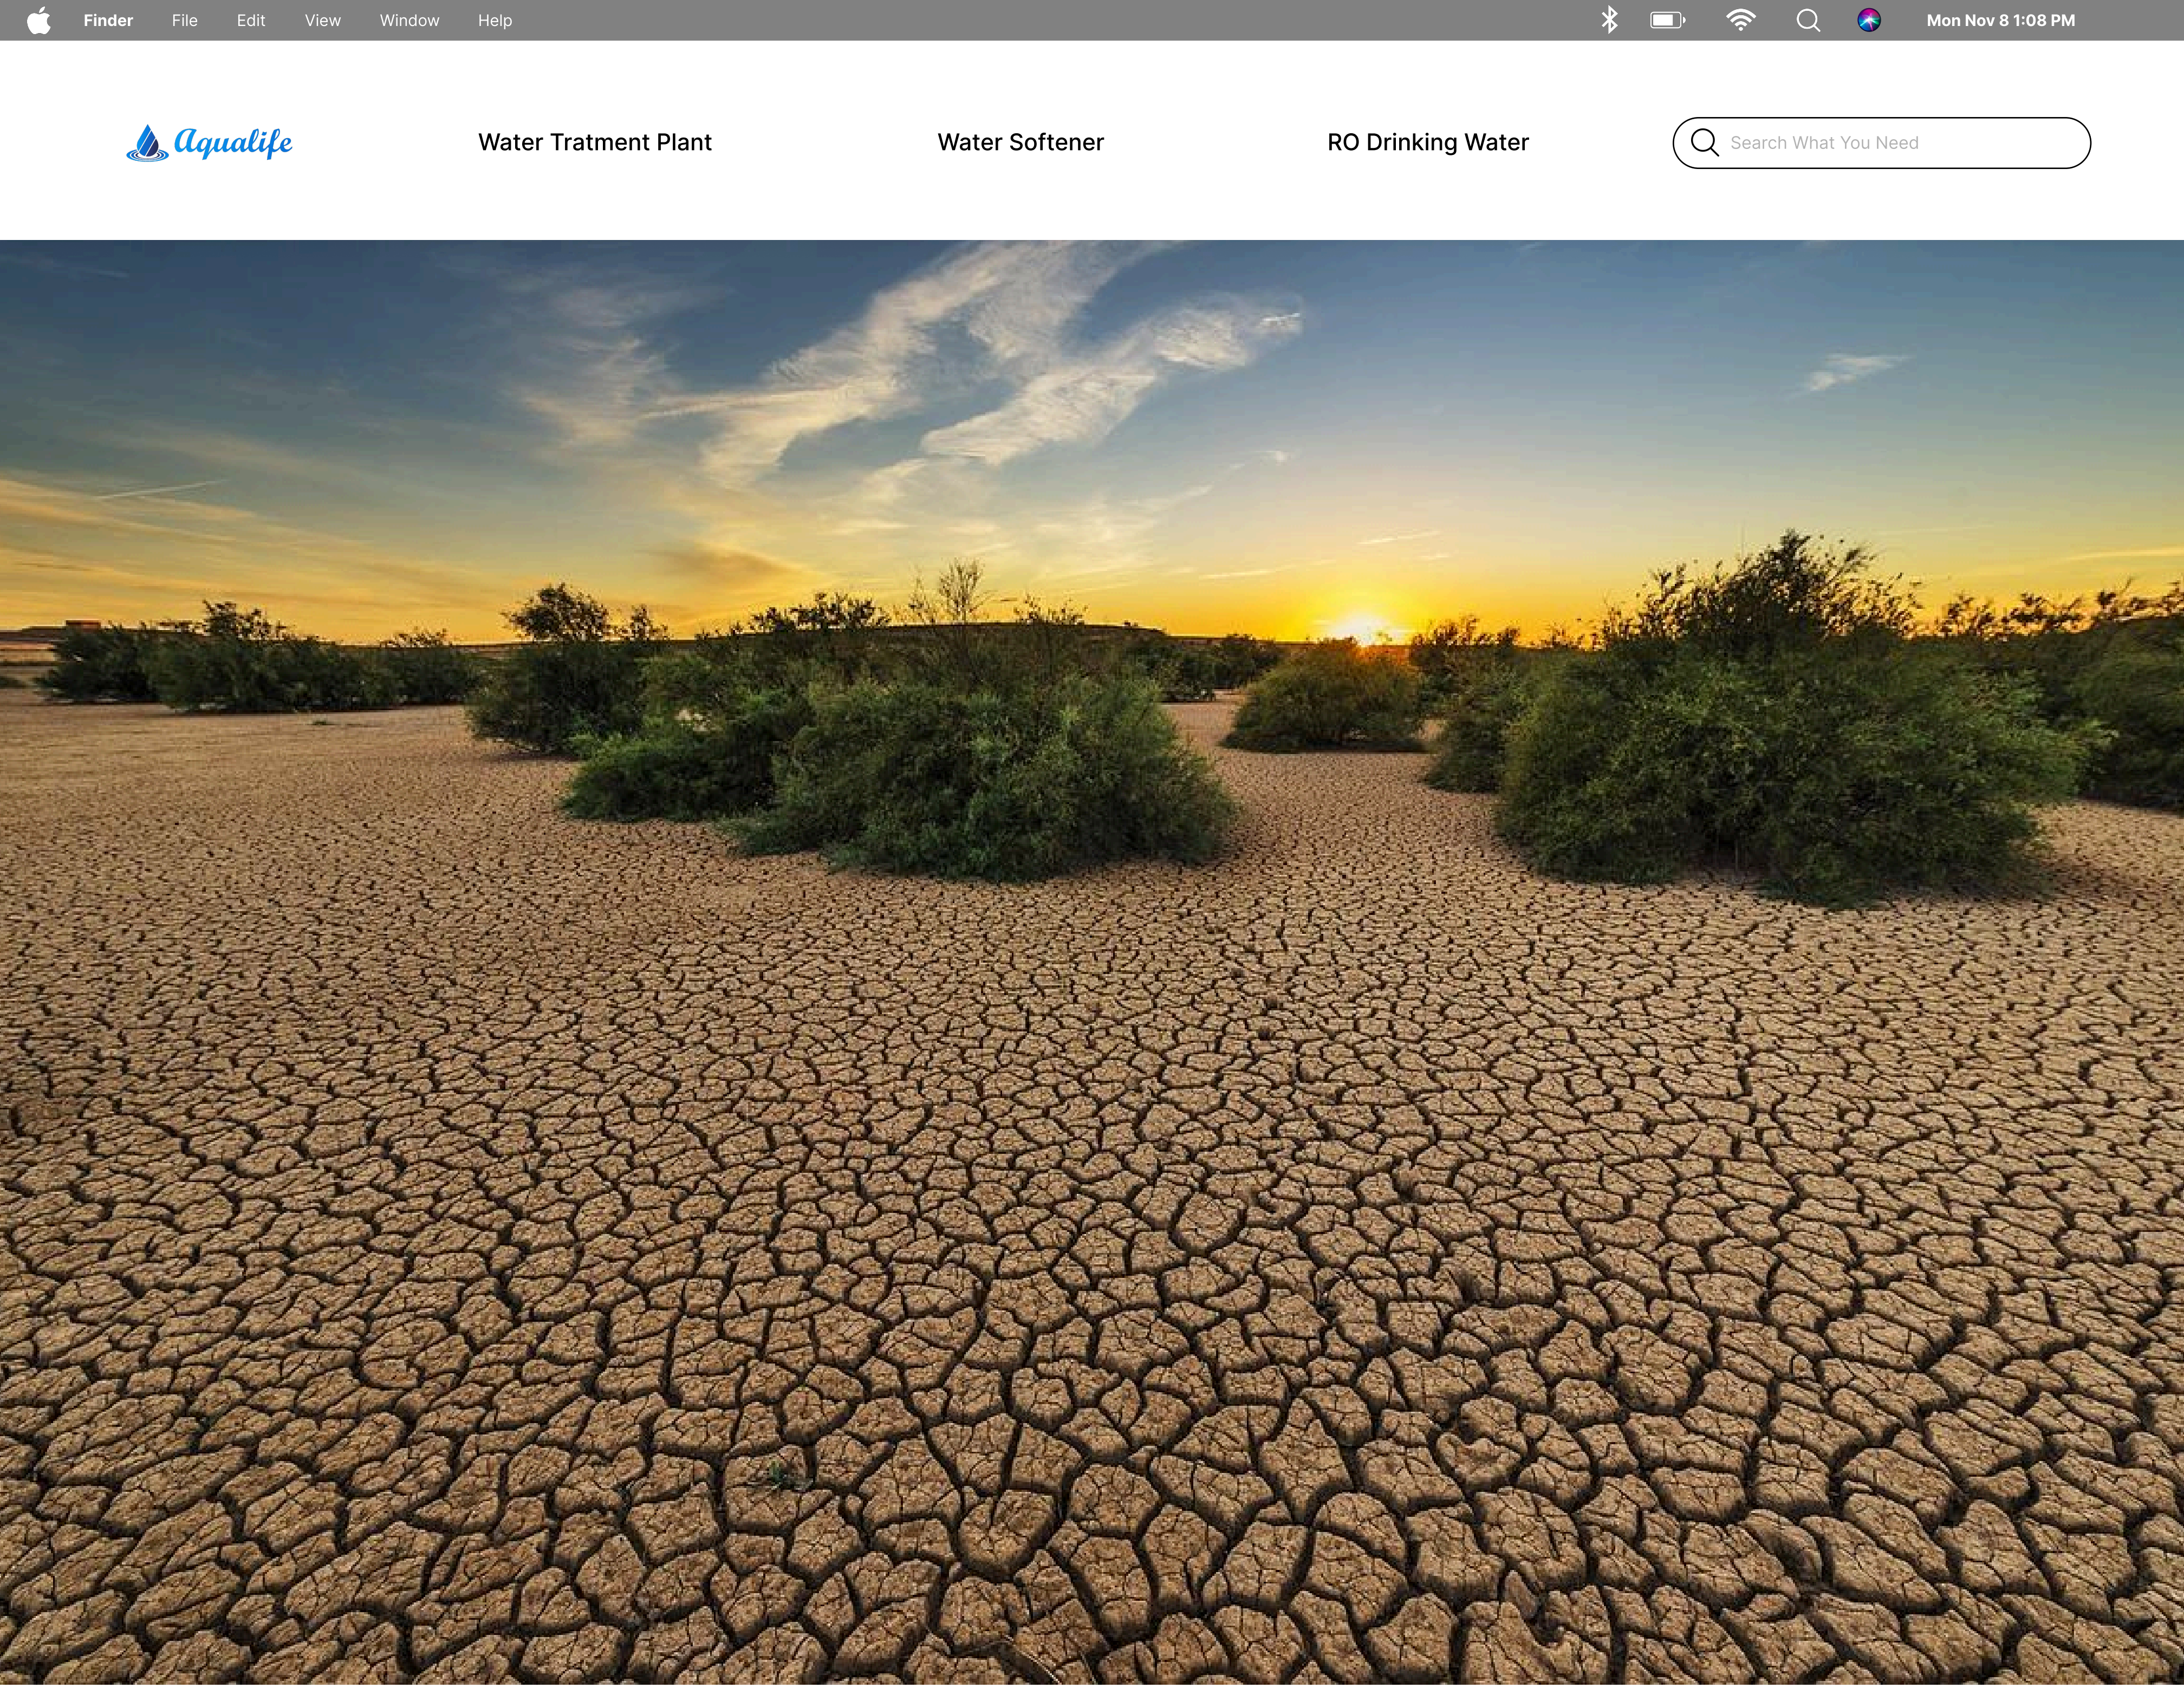 Finder File Edit View Window Help Mon Nov 8 1:08 PM
Aqualife Water Tratment Plant Water Softener RO Drinking Water Search What You Need